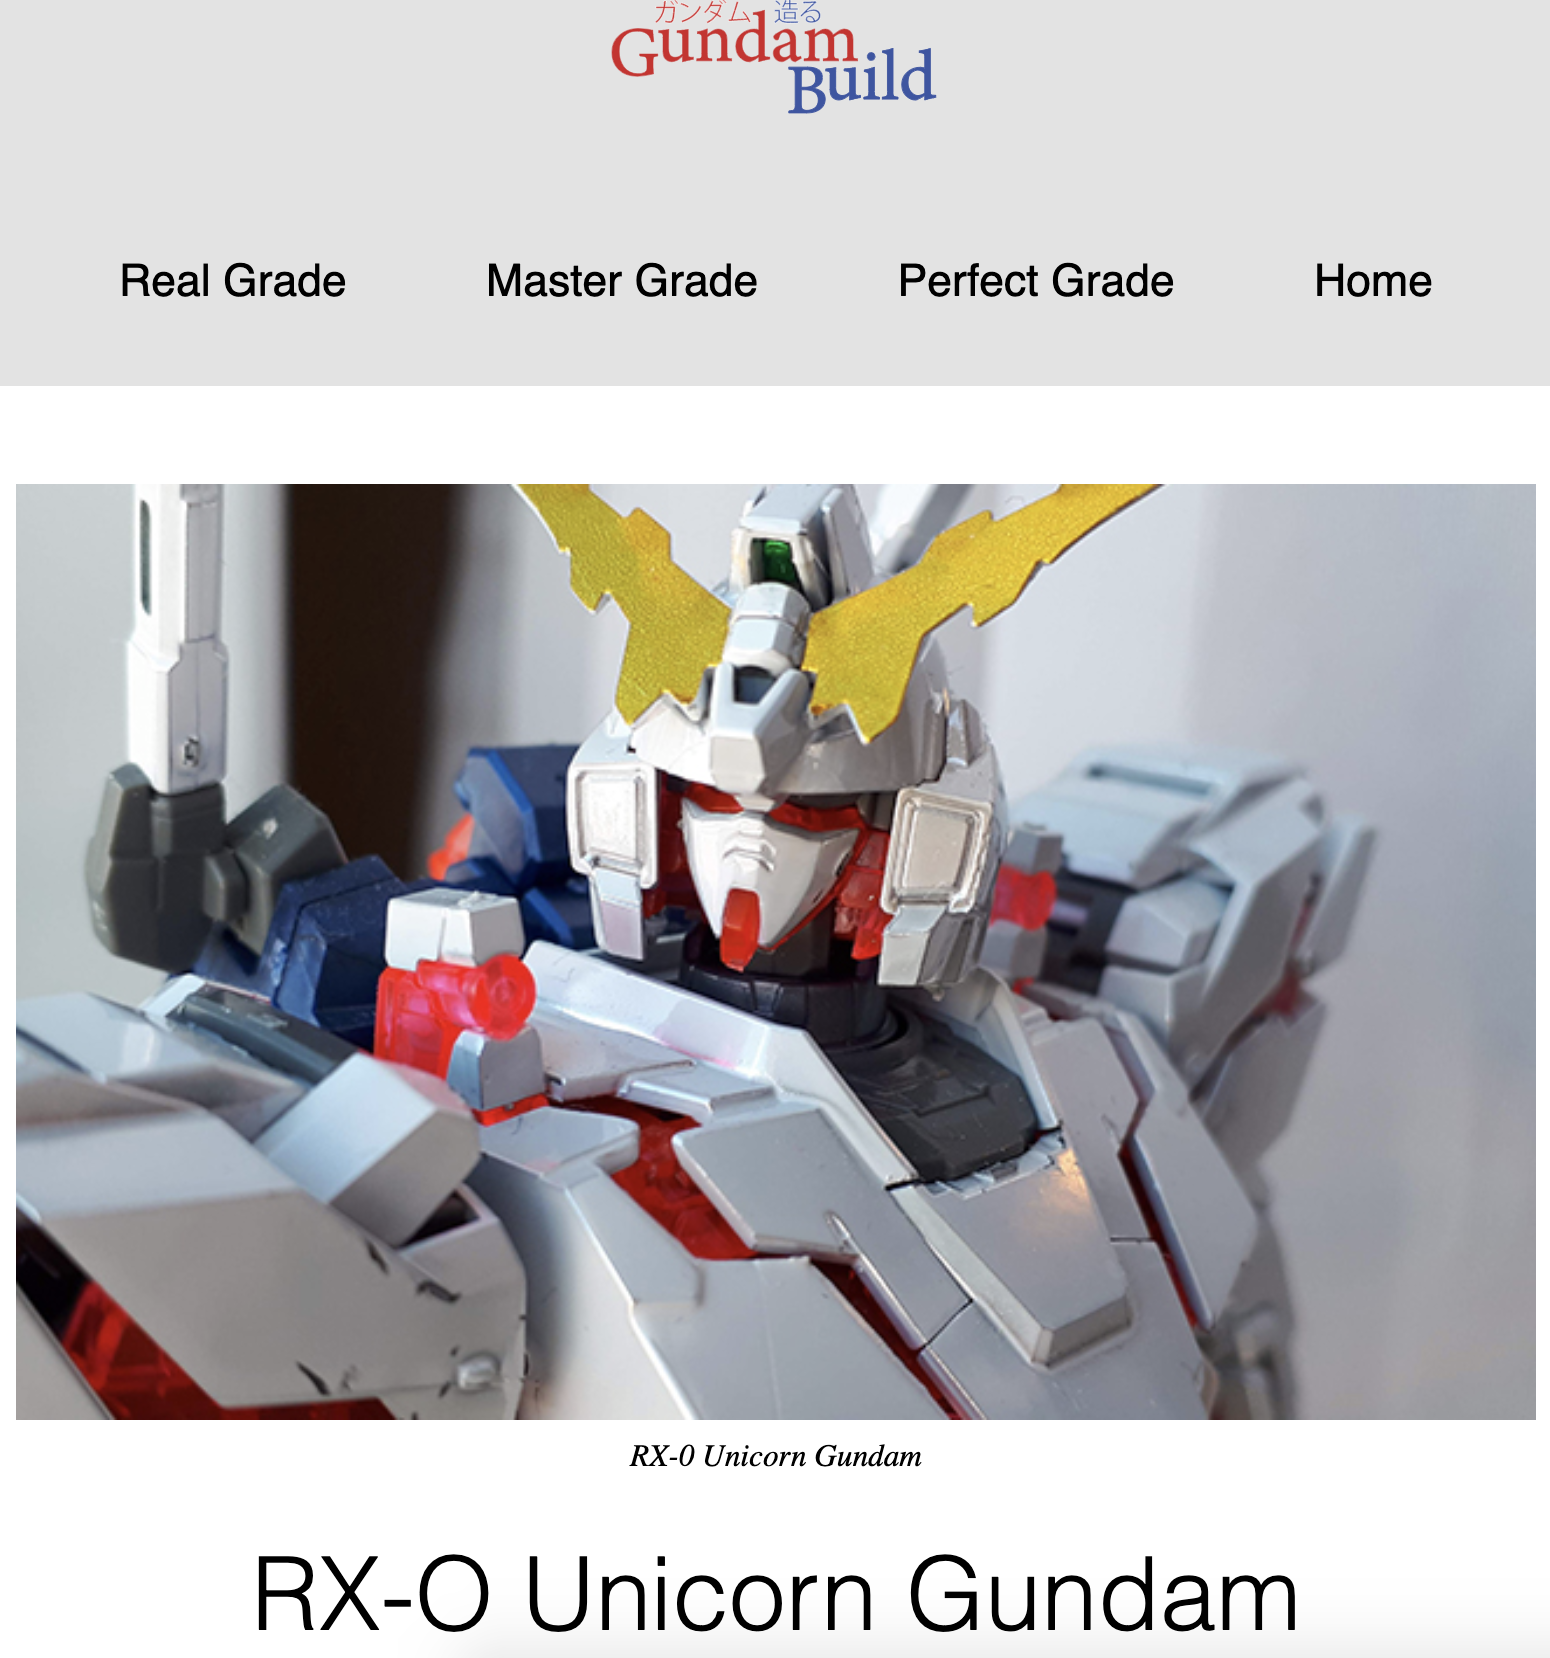 ガンダム 造る
Gundam
Build
Real Grade Master Grade Perfect Grade Home
RX-0 Unicorn Gundam
RX-O Unicorn Gundam